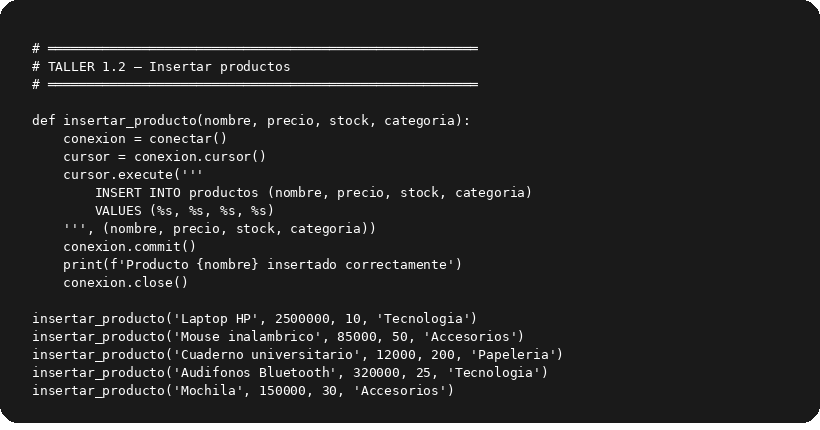 # ═══════════════════════════════════════════════════════
# TALLER 1.2 — Insertar productos
# ═══════════════════════════════════════════════════════

def insertar_producto(nombre, precio, stock, categoria):
    conexion = conectar()
    cursor = conexion.cursor()
    cursor.execute('''
        INSERT INTO productos (nombre, precio, stock, categoria)
        VALUES (%s, %s, %s, %s)
    ''', (nombre, precio, stock, categoria))
    conexion.commit()
    print(f'Producto {nombre} insertado correctamente')
    conexion.close()

insertar_producto('Laptop HP', 2500000, 10, 'Tecnologia')
insertar_producto('Mouse inalambrico', 85000, 50, 'Accesorios')
insertar_producto('Cuaderno universitario', 12000, 200, 'Papeleria')
insertar_producto('Audifonos Bluetooth', 320000, 25, 'Tecnologia')
insertar_producto('Mochila', 150000, 30, 'Accesorios')